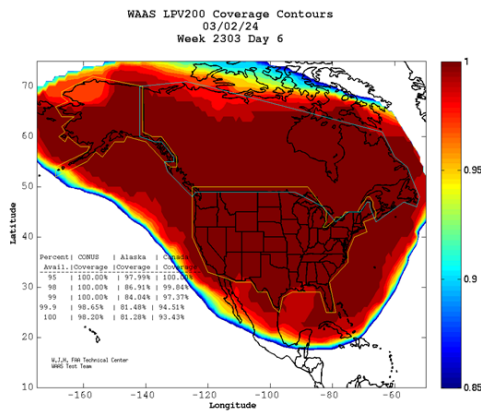 WAAS LPV200 Coverage Contours
03/02/24
Week 2303 Day 6
Latitude
70
60
50
40
30
20
10
Percent | CONUS | Alaska | Canada
Avail. |Coverage |Coverage | Coverage
95 100.00% | 97.99% | 100.00%
98 100.00% | 86.91% | 99.84%
99 100.00% | 84.04% | 97.37%
99.9 98.65% | 81.48% | 94.51%
100 98.20% | 81.28% | 93.43%
W.J.H. FAA Technical Center
WAAS Test Team
-160 -140 -120 -100 -80 -60
Longitude
1
0.95
0.9
0.85